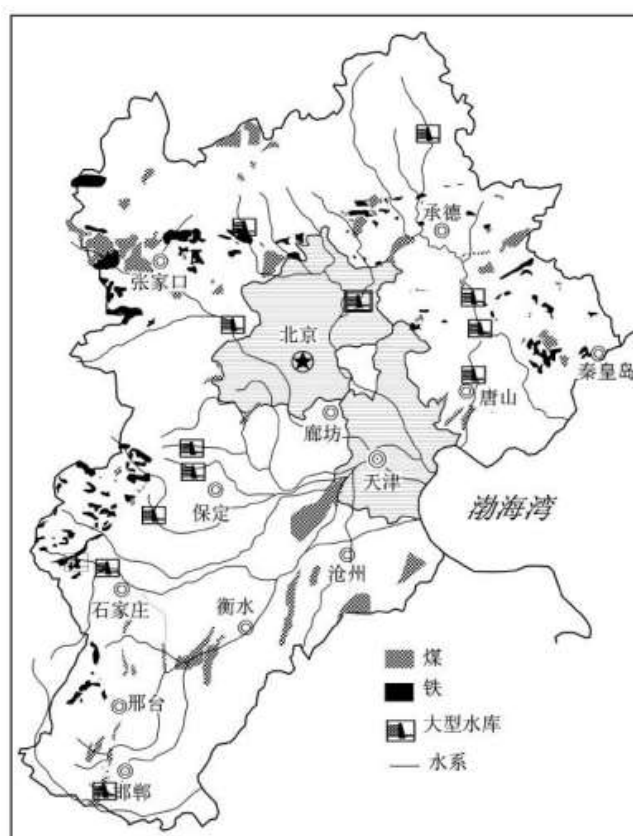 承德
张家口
北京
秦皇岛
唐山
廊坊
天津
渤海湾
保定
沧州
石家庄
衡水
煤
铁
邢台
大型水库
水系
邯郸